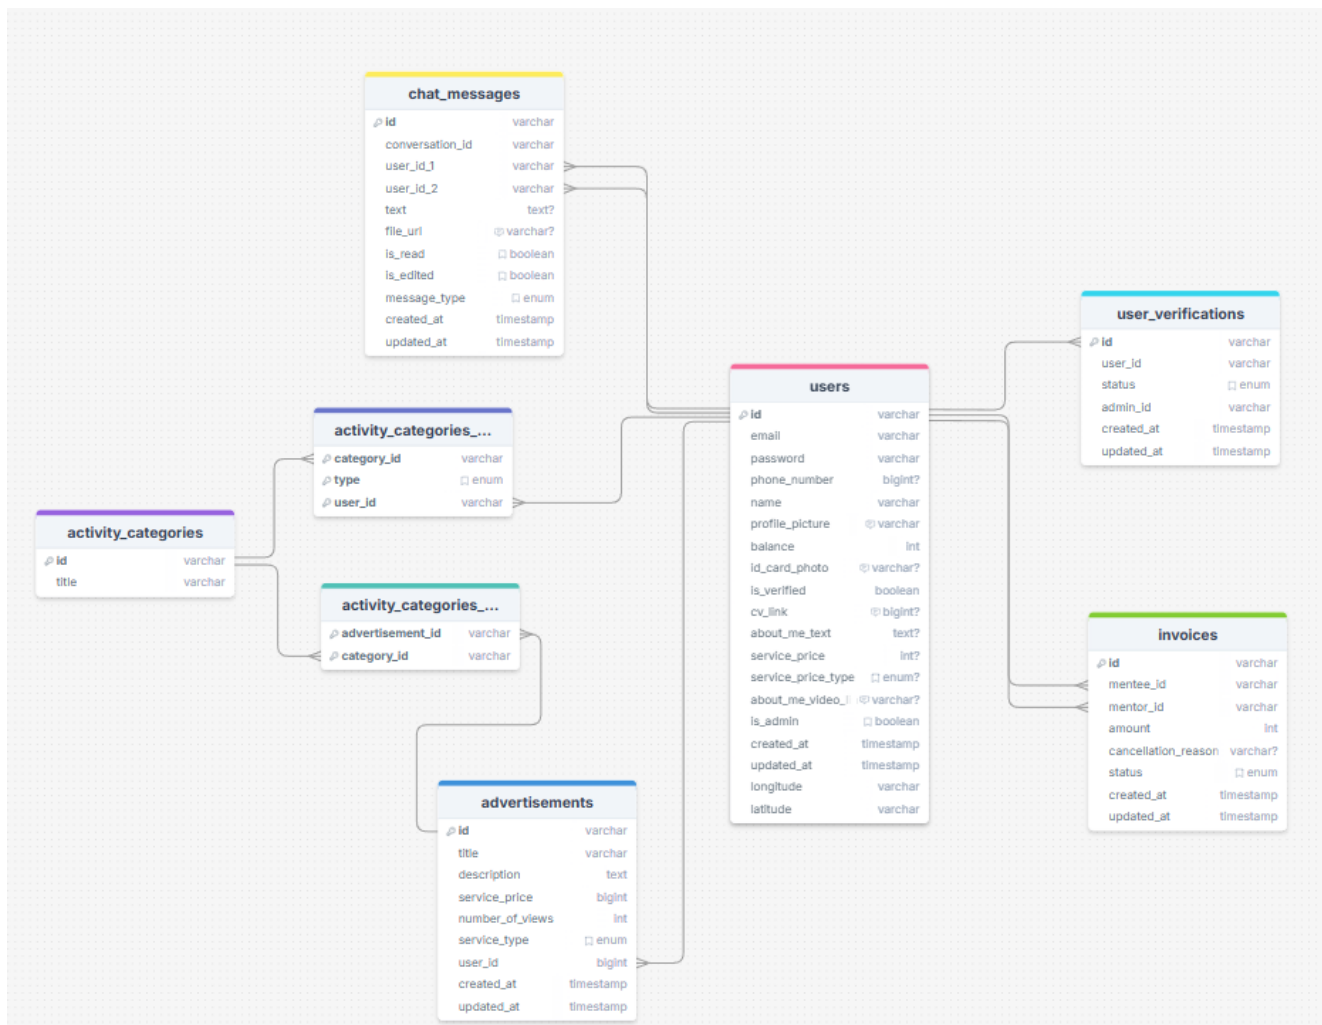 chat_messages
id varchar
conversation_id varchar
user_id_1 varchar
user_id_2 varchar
text text?
file_url varchar?
is_read boolean
is_edited boolean
message_type enum
created_at timestamp
updated_at timestamp
user_verifications
id varchar
user_id varchar
status enum
admin_id varchar
created_at timestamp
updated_at timestamp
users
id varchar
email varchar
password varchar
phone_number bigint?
name varchar
profile_picture varchar
balance int
id_card_photo varchar?
is_verified boolean
cv_link bigint?
about_me_text text?
service_price int?
service_price_type enum?
about_me_video_l varchar?
is_admin boolean
created_at timestamp
updated_at timestamp
longitude varchar
latitude varchar
activity_categories_...
category_id varchar
type enum
user_id varchar
activity_categories
id varchar
title varchar
activity_categories_...
advertisement_id varchar
category_id varchar
invoices
id varchar
mentee_id varchar
mentor_id varchar
amount int
cancellation_reason varchar?
status enum
created_at timestamp
updated_at timestamp
advertisements
id varchar
title varchar
description text
service_price bigint
number_of_views int
service_type enum
user_id bigint
created_at timestamp
updated_at timestamp